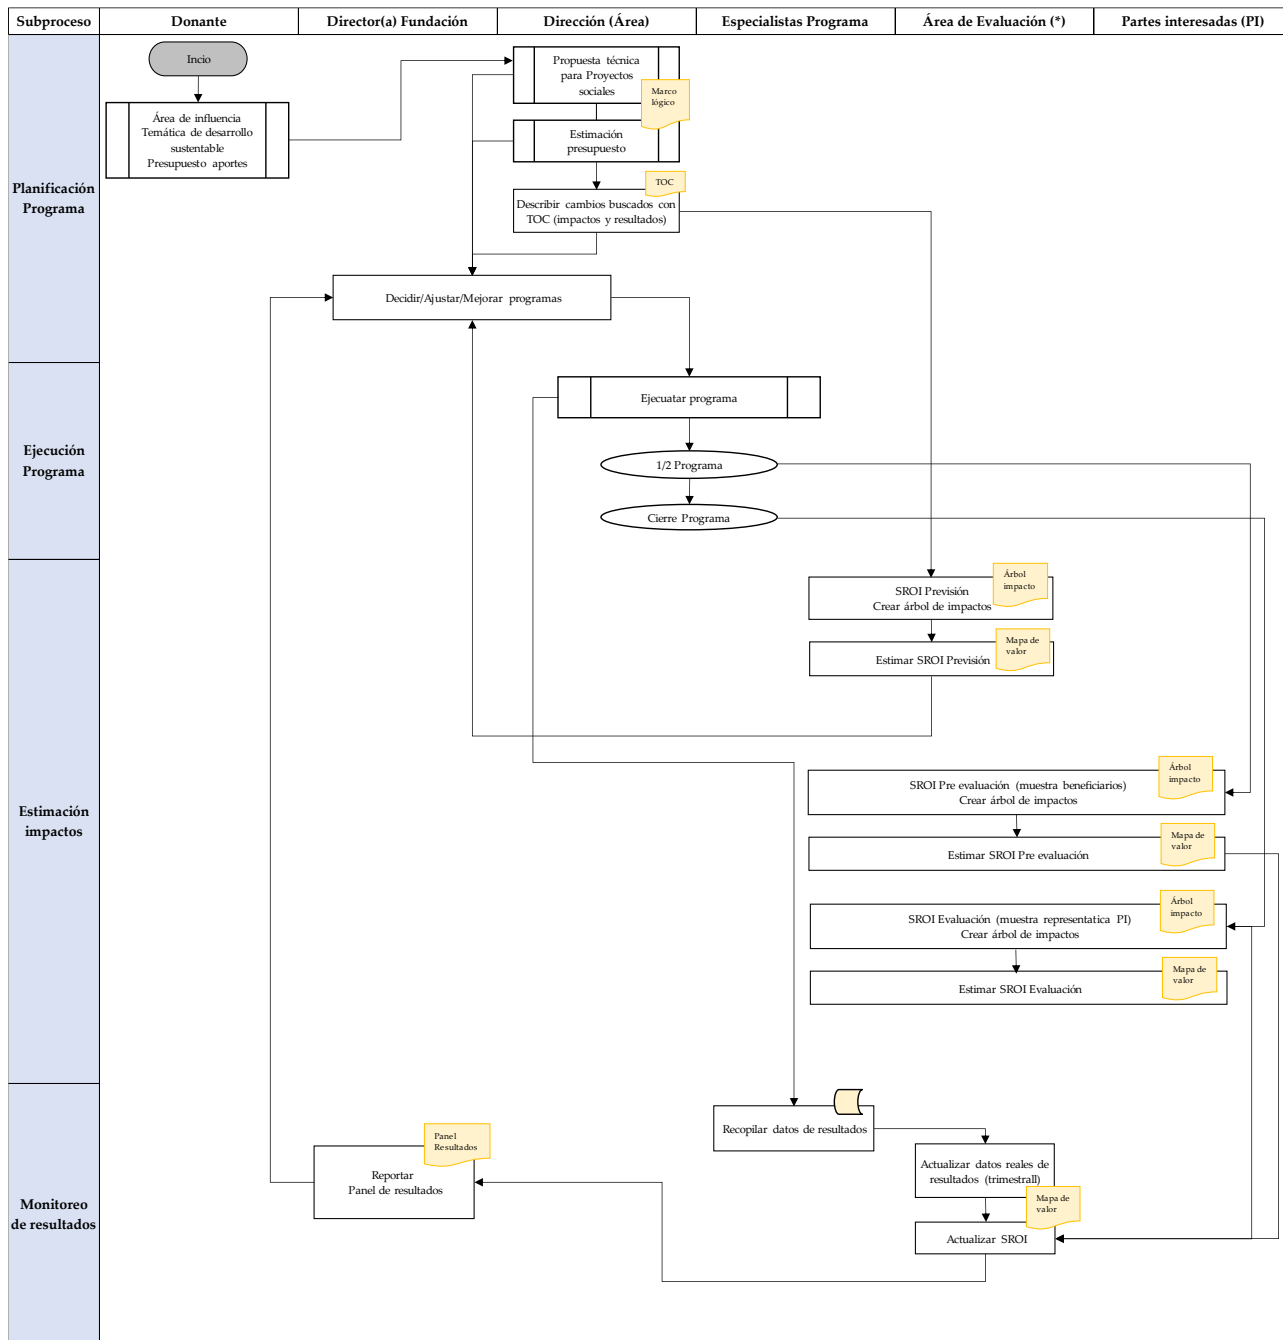 Subproceso
Donante
Director(a) Fundación
Dirección (Área)
Especialistas Programa
Área de Evaluación (*)
Partes interesadas (PI)
Planificación
Programa
Incio
Área de influencia
Temática de desarrollo
sustentable
Presupuesto aportes
Propuesta técnica
para Proyectos
sociales
Marco
lógico
Estimación
presupuesto
TOC
Describir cambios buscados con
TOC (impactos y resultados)
Decidir/Ajustar/Mejorar programas
Ejecución
Programa
Ejecuatar programa
1/2 Programa
Cierre Programa
Estimación
impactos
Árbol
impacto
SROI Previsión
Crear árbol de impactos
Mapa de
valor
Estimar SROI Previsión
Árbol
impacto
SROI Pre evaluación (muestra beneficiarios)
Crear árbol de impactos
Mapa de
valor
Estimar SROI Pre evaluación
Árbol
impacto
SROI Evaluación (muestra representatica PI)
Crear árbol de impactos
Mapa de
valor
Estimar SROI Evaluación
Monitoreo
de resultados
Recopilar datos de resultados
Panel
Resultados
Reportar
Panel de resultados
Actualizar datos reales de
resultados (trimestrall)
Mapa de
valor
Actualizar SROI